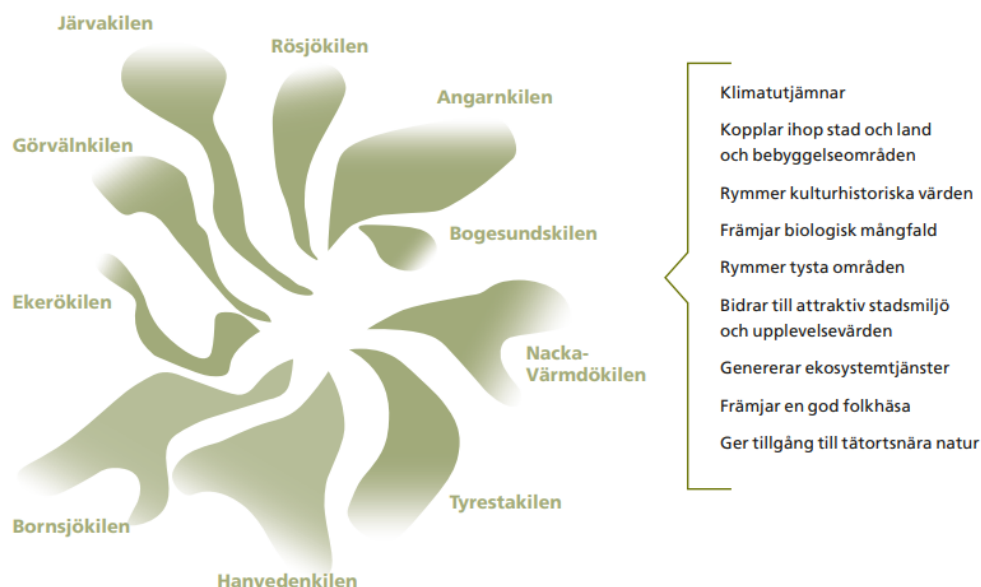 Järvakilen
Rösjökilen
Angarnkilen
Görvälnkilen
Bogesundskilen
Ekerökilen
Nacka-
Värmdökilen
Tyrestakilen
Bornsjökilen
Hanvedenkilen
Klimatutjämnar
Kopplar ihop stad och land
och bebyggelseområden
Rymmer kulturhistoriska värden
Främjar biologisk mångfald
Rymmer tysta områden
Bidrar till attraktiv stadsmiljö
och upplevelsevärden
Genererar ekosystemtjänster
Främjar en god folkhäsa
Ger tillgång till tätortsnära natur